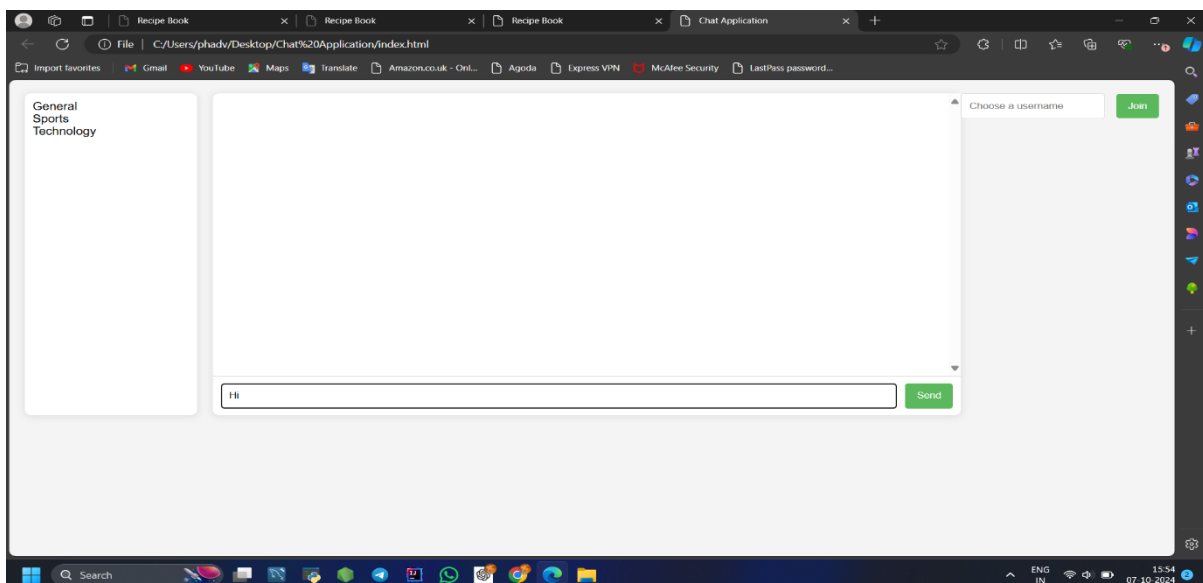 Recipe Book
Recipe Book
Recipe Book
Chat Application
File | C:/Users/phadv/Desktop/Chat%20Application/index.html
Import favorites Gmail YouTube Maps Translate Amazon.co.uk - Onl... Agoda Express VPN McAfee Security LastPass password...
General
Sports
Technology
Choose a username
Join
Hi
Send
Search
ENG
IN
15:54
07-10-2024